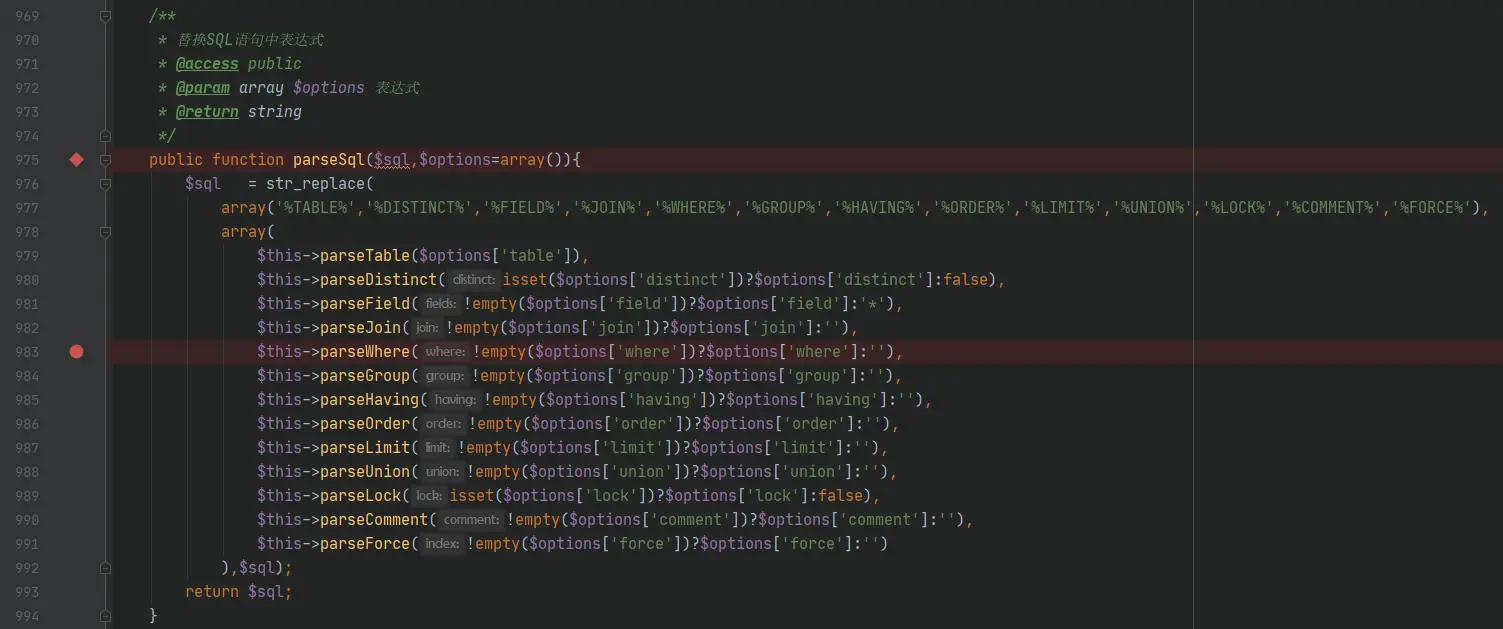 969 /**
970 * 替换SQL语句中表达式
971 * @access public
972 * @param array $options 表达式
973 * @return string
974 */
975 public function parseSql($sql,$options=array()){
976 $sql   = str_replace(
977 array('%TABLE%','%DISTINCT%','%FIELD%','%JOIN%','%WHERE%','%GROUP%','%HAVING%','%ORDER%','%LIMIT%','%UNION%','%LOCK%','%COMMENT%','%FORCE%'),
978 array(
979 $this->parseTable($options['table']),
980 $this->parseDistinct( distinct: isset($options['distinct'])?$options['distinct']:false),
981 $this->parseField( fields: !empty($options['field'])?$options['field']:'*'),
982 $this->parseJoin( join: !empty($options['join'])?$options['join']:''),
983 $this->parseWhere( where: !empty($options['where'])?$options['where']:''),
984 $this->parseGroup( group: !empty($options['group'])?$options['group']:''),
985 $this->parseHaving( having: !empty($options['having'])?$options['having']:''),
986 $this->parseOrder( order: !empty($options['order'])?$options['order']:''),
987 $this->parseLimit( limit: !empty($options['limit'])?$options['limit']:''),
988 $this->parseUnion( union: !empty($options['union'])?$options['union']:''),
989 $this->parseLock( lock: isset($options['lock'])?$options['lock']:false),
990 $this->parseComment( comment: !empty($options['comment'])?$options['comment']:''),
991 $this->parseForce( index: !empty($options['force'])?$options['force']:'')
992 ),$sql);
993 return $sql;
994 }